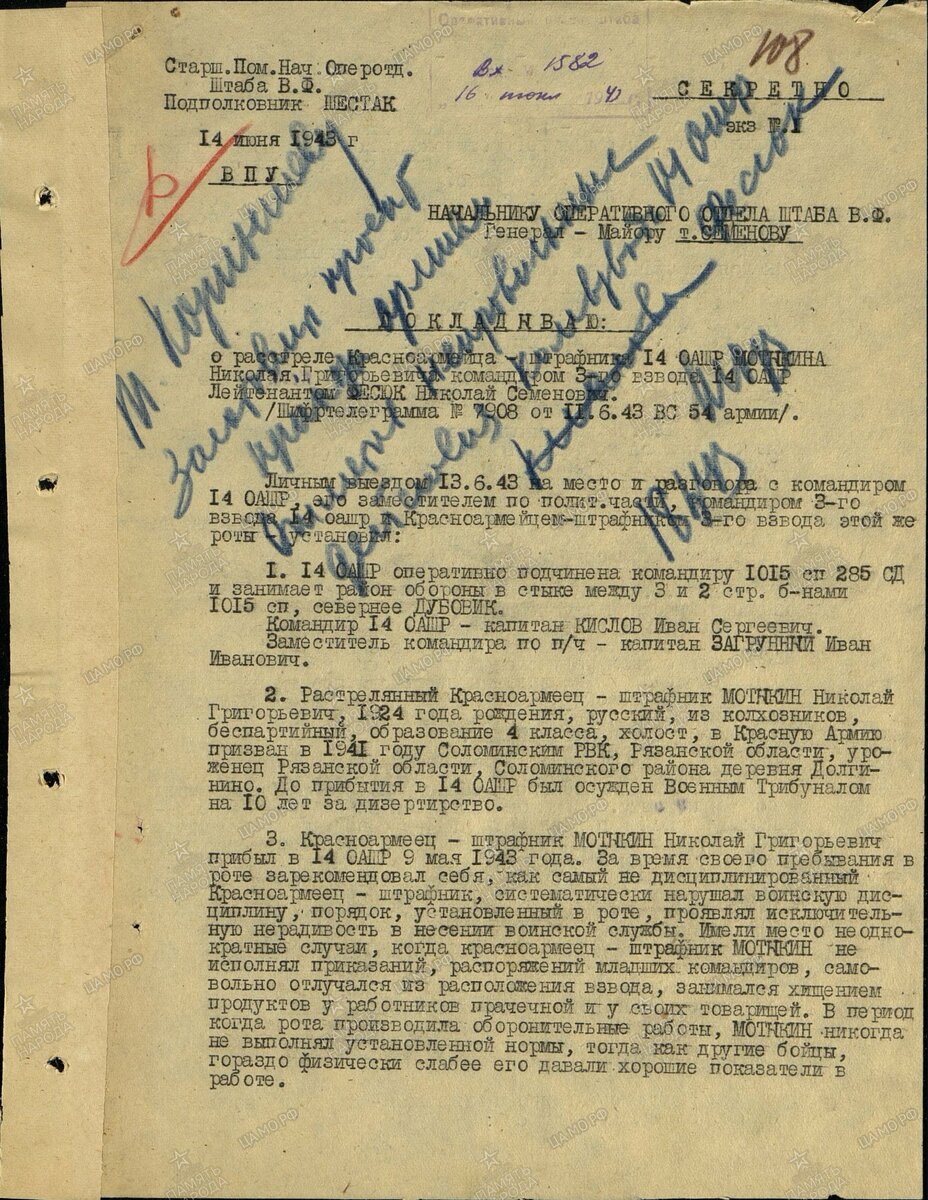 108
Вх. 1582
16 июня 43
Старш.Пом.Нач.Оперотд.
Штаба В.Ф.
Подполковник ШЕСТАК
14 июня 1943 г
ВПУ
СЕКРЕТНО
экз №.1
НАЧАЛЬНИКУ ОПЕРАТИВНОГО ОТДЕЛА ШТАБА В.Ф.
Генерал - Майору т.СЕМЕНОВУ
ДОКЛАДЫВАЮ:
о расстреле Красноармейца - штрафника 14 ОАШР МОТЯКИНА
Николая Григорьевича командиром 3-го взвода 14 ОАШР
Лейтенантом ФЕСЮК Николай Семенович.
/Шифртелеграмма № 7908 от 11.6.43 ВС 54 армии/.
Личным выездом 13.6.43 на место и разговора с командиром
14 ОАШР, его заместителем по полит.части, командиром 3-го
взвода 14 оашр и Красноармейцем-штрафником 3-го взвода этой же
роты - установил:
1. 14 ОАШР оперативно подчинена командиру 1015 сп 285 СД
и занимает район обороны в стыке между 3 и 2 стр. б-нами
1015 сп, севернее ДУБОВИК.
Командир 14 ОАШР - капитан КИСЛОВ Иван Сергеевич.
Заместитель командира по п/ч - капитан ЗАГРУННЫЙ Иван
Иванович.
2. Растрелянный Красноармеец - штрафник МОТЯКИН Николай
Григорьевич, 1924 года рождения, русский, из колхозников,
беспартийный, образование 4 класса, холост, в Красную Армию
призван в 1941 году Соломинским РВК, Рязанской области, уро-
женец Рязанской области, Соломинского района деревня Долги-
нино. До прибытия в 14 ОАШР был осужден Военным Трибуналом
на 10 лет за дизертирство.
3. Красноармеец - штрафник МОТЯКИН Николай Григорьевич
прибыл в 14 ОАШР 9 мая 1943 года. За время своего пребывания в
роте зарекомендовал себя, как самый не дисциплинированный
Красноармеец - штрафник, систематически нарушал воинскую дис-
циплину, порядок, установленный в роте, проявлял исключитель-
ную нерадивость в несении воинской службы. Имели место неодно-
кратные случаи, когда красноармеец - штрафник МОТЯКИН не
исполнял приказаний, распоряжений младших командиров, само-
вольно отлучался из расположения взвода, занимался хищением
продуктов у работников прачечной и у своих товарищей. В период
когда рота производила оборонительные работы, МОТЯКИН никогда
не выполнял установленной нормы, тогда как другие бойцы,
гораздо физически слабее его давали хорошие показатели в
работе.